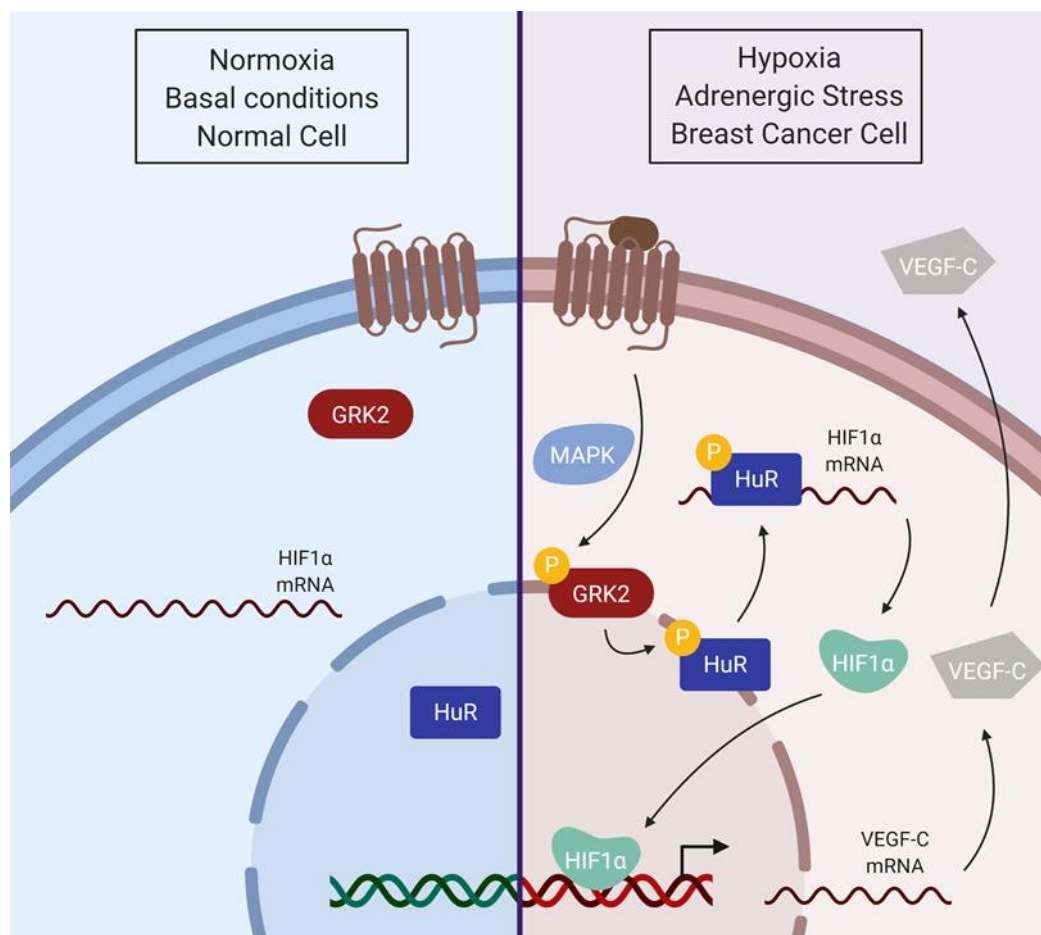 Normoxia
Basal conditions
Normal Cell
Hypoxia
Adrenergic Stress
Breast Cancer Cell
VEGF-C
GRK2
MAPK
P
HuR
HIF1α
mRNA
HIF1α
mRNA
P
GRK2
P
HuR
HIF1α
VEGF-C
HuR
HIF1α
VEGF-C
mRNA